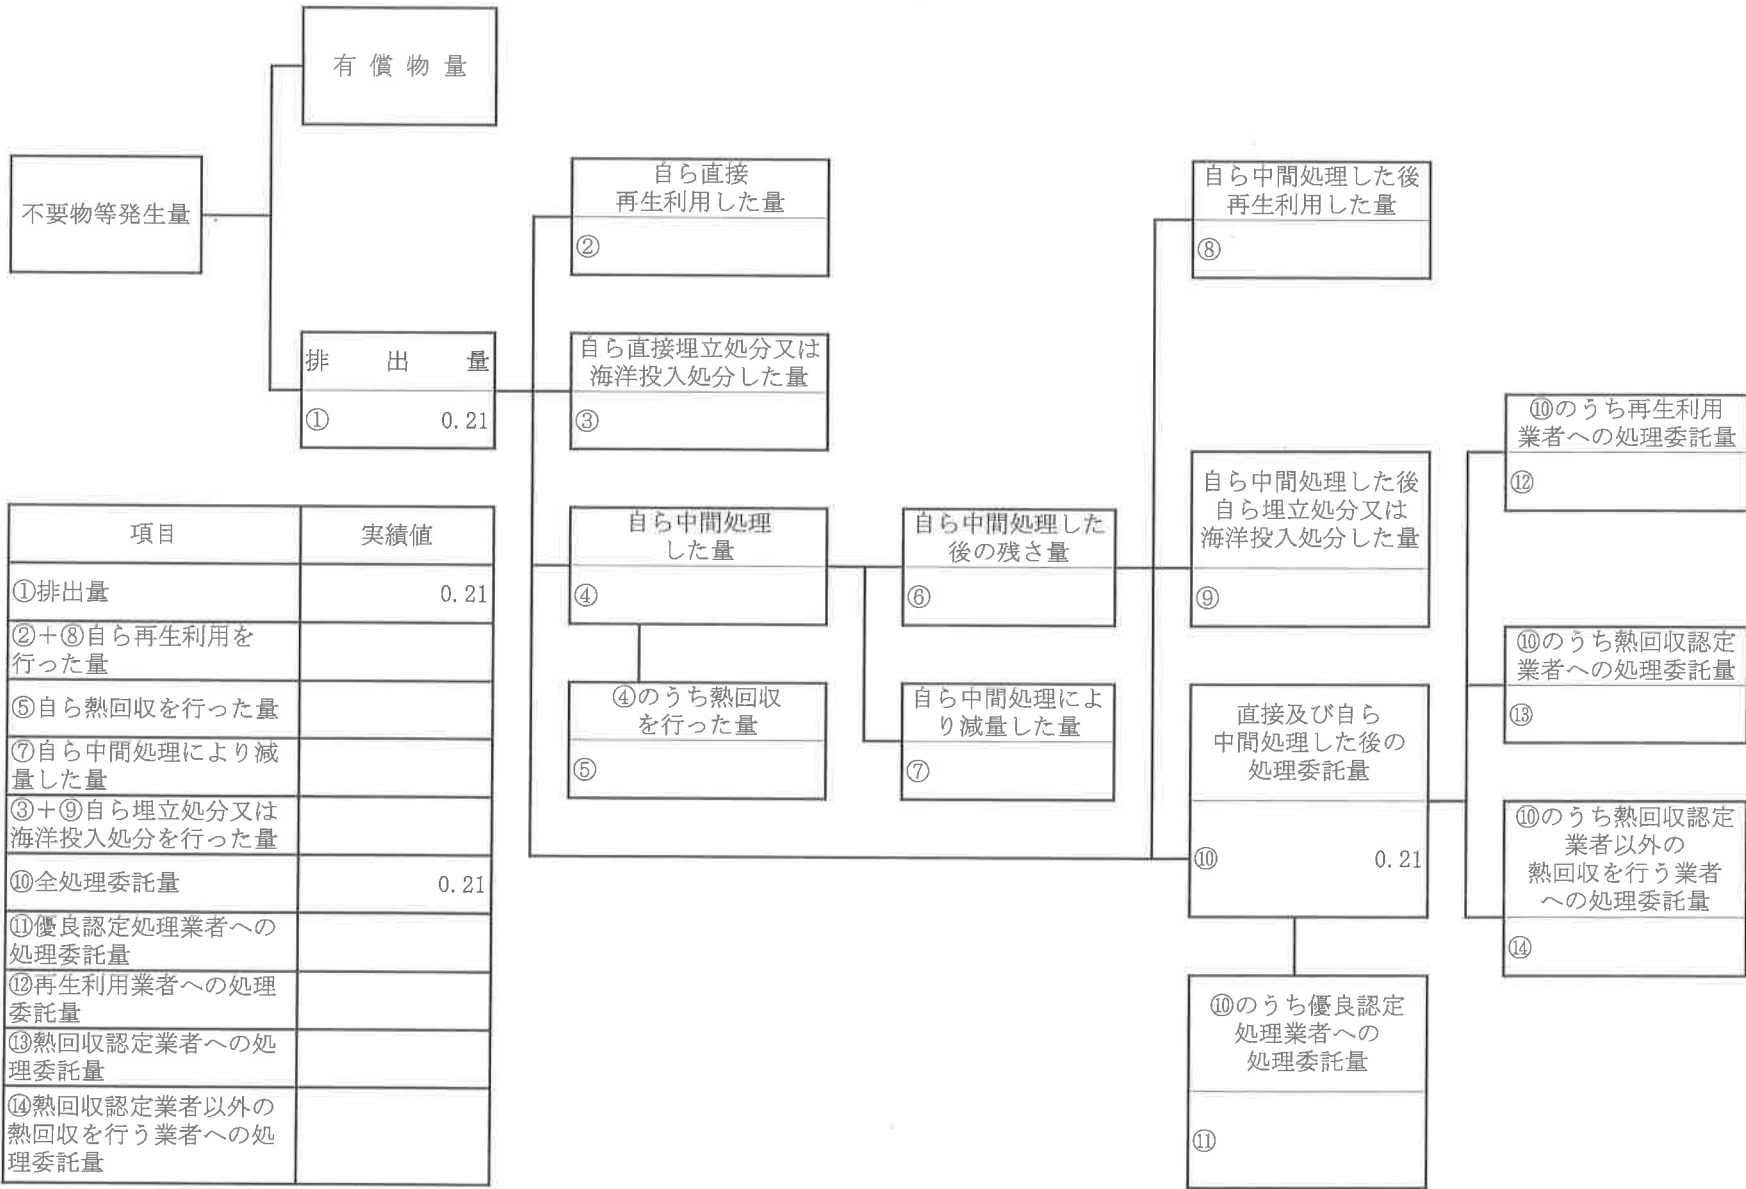 有 償 物 量
不要物等発生量
排 出 量
① 0.21
自ら直接
再生利用した量
②
自ら直接埋立処分又は
海洋投入処分した量
③
自ら中間処理
した量
④
④のうち熱回収
を行った量
⑤
自ら中間処理した
後の残さ量
⑥
自ら中間処理によ
り減量した量
⑦
自ら中間処理した後
再生利用した量
⑧
自ら中間処理した後
自ら埋立処分又は
海洋投入処分した量
⑨
直接及び自ら
中間処理した後の
処理委託量
⑩ 0.21
⑩のうち優良認定
処理業者への
処理委託量
⑪
⑩のうち再生利用
業者への処理委託量
⑫
⑩のうち熱回収認定
業者への処理委託量
⑬
⑩のうち熱回収認定
業者以外の
熱回収を行う業者
への処理委託量
⑭
項目 実績値
①排出量 0.21
②+⑧自ら再生利用を
行った量
⑤自ら熱回収を行った量
⑦自ら中間処理により減
量した量
③+⑨自ら埋立処分又は
海洋投入処分を行った量
⑩全処理委託量 0.21
⑪優良認定処理業者への
処理委託量
⑫再生利用業者への処理
委託量
⑬熱回収認定業者への処
理委託量
⑭熱回収認定業者以外の
熱回収を行う業者への処
理委託量